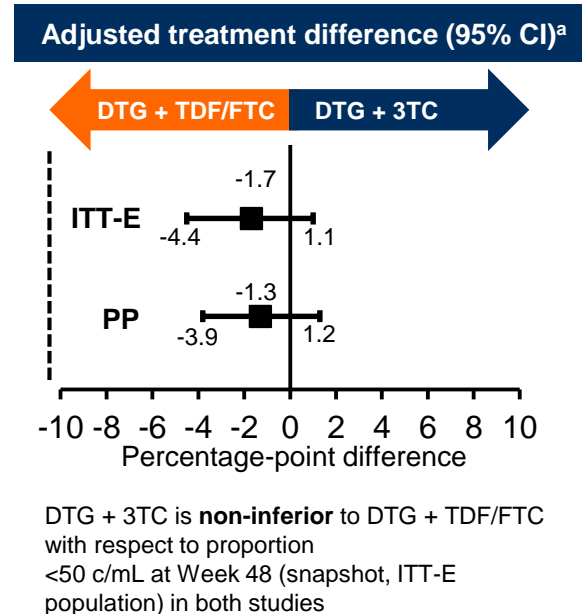 Adjusted treatment difference (95% CI)ᵃ
DTG + TDF/FTC DTG + 3TC
-1.7
ITT-E
-4.4 1.1
-1.3
PP
-3.9 1.2
-10 -8 -6 -4 -2 0 2 4 6 8 10
Percentage-point difference
DTG + 3TC is non-inferior to DTG + TDF/FTC
with respect to proportion
<50 c/mL at Week 48 (snapshot, ITT-E
population) in both studies